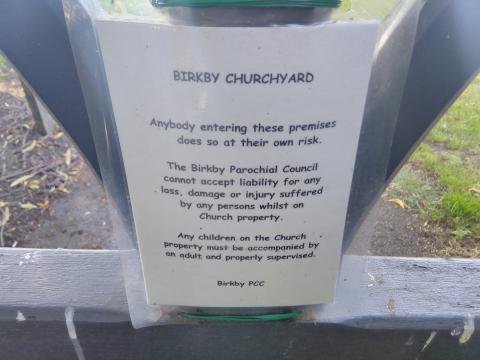 BIRKBY CHURCHYARD
Anybody entering these premises
does so at their own risk.
The Birkby Parochial Council
cannot accept liability for any
loss, damage or injury suffered
by any persons whilst on
Church property.
Any children on the Church
property must be accompanied by
an adult and properly supervised.
Birkby PCC